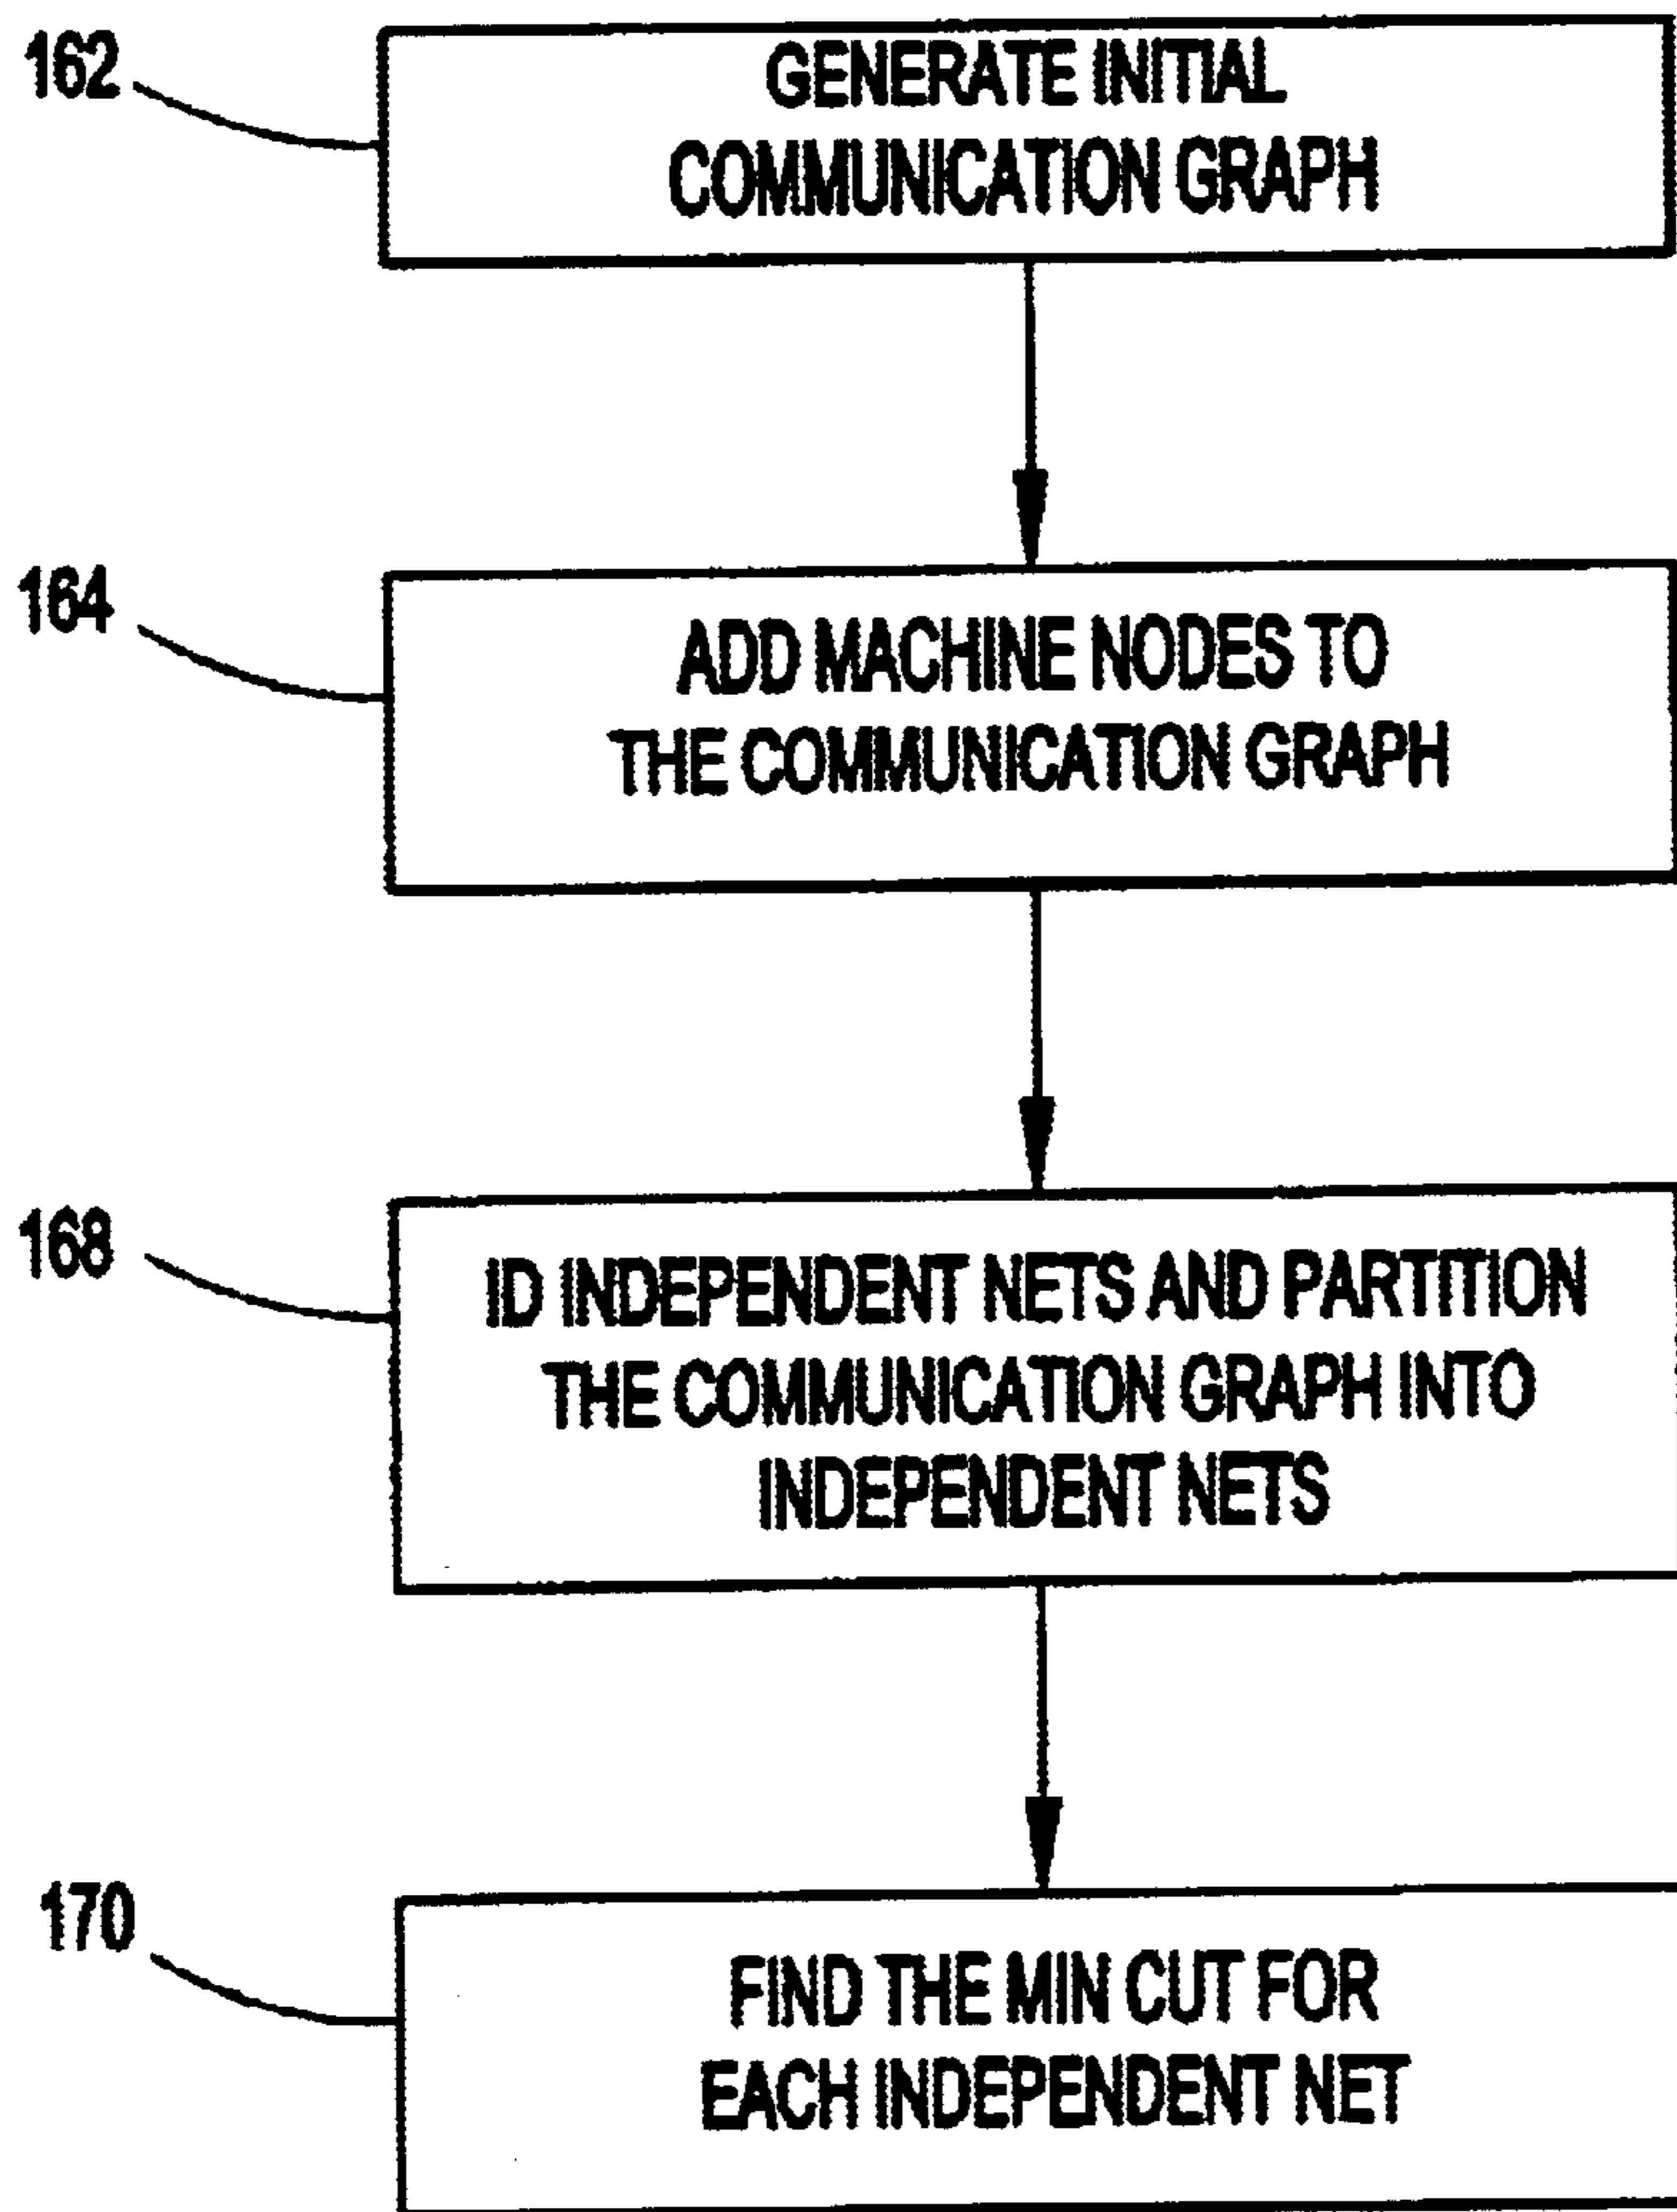 162
GENERATE INITIAL
COMMUNICATION GRAPH
164
ADD MACHINE NODES TO
THE COMMUNICATION GRAPH
168
ID INDEPENDENT NETS AND PARTITION
THE COMMUNICATION GRAPH INTO
INDEPENDENT NETS
170
FIND THE MIN CUT FOR
EACH INDEPENDENT NET